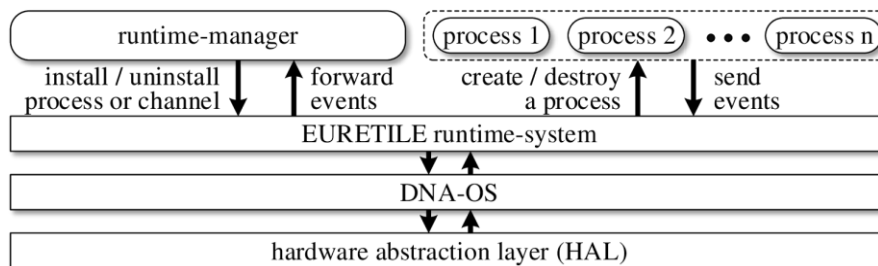 runtime-manager
process 1
process 2
•••
process n
install / uninstall
process or channel
forward
events
create / destroy
a process
send
events
EURETILE runtime-system
DNA-OS
hardware abstraction layer (HAL)